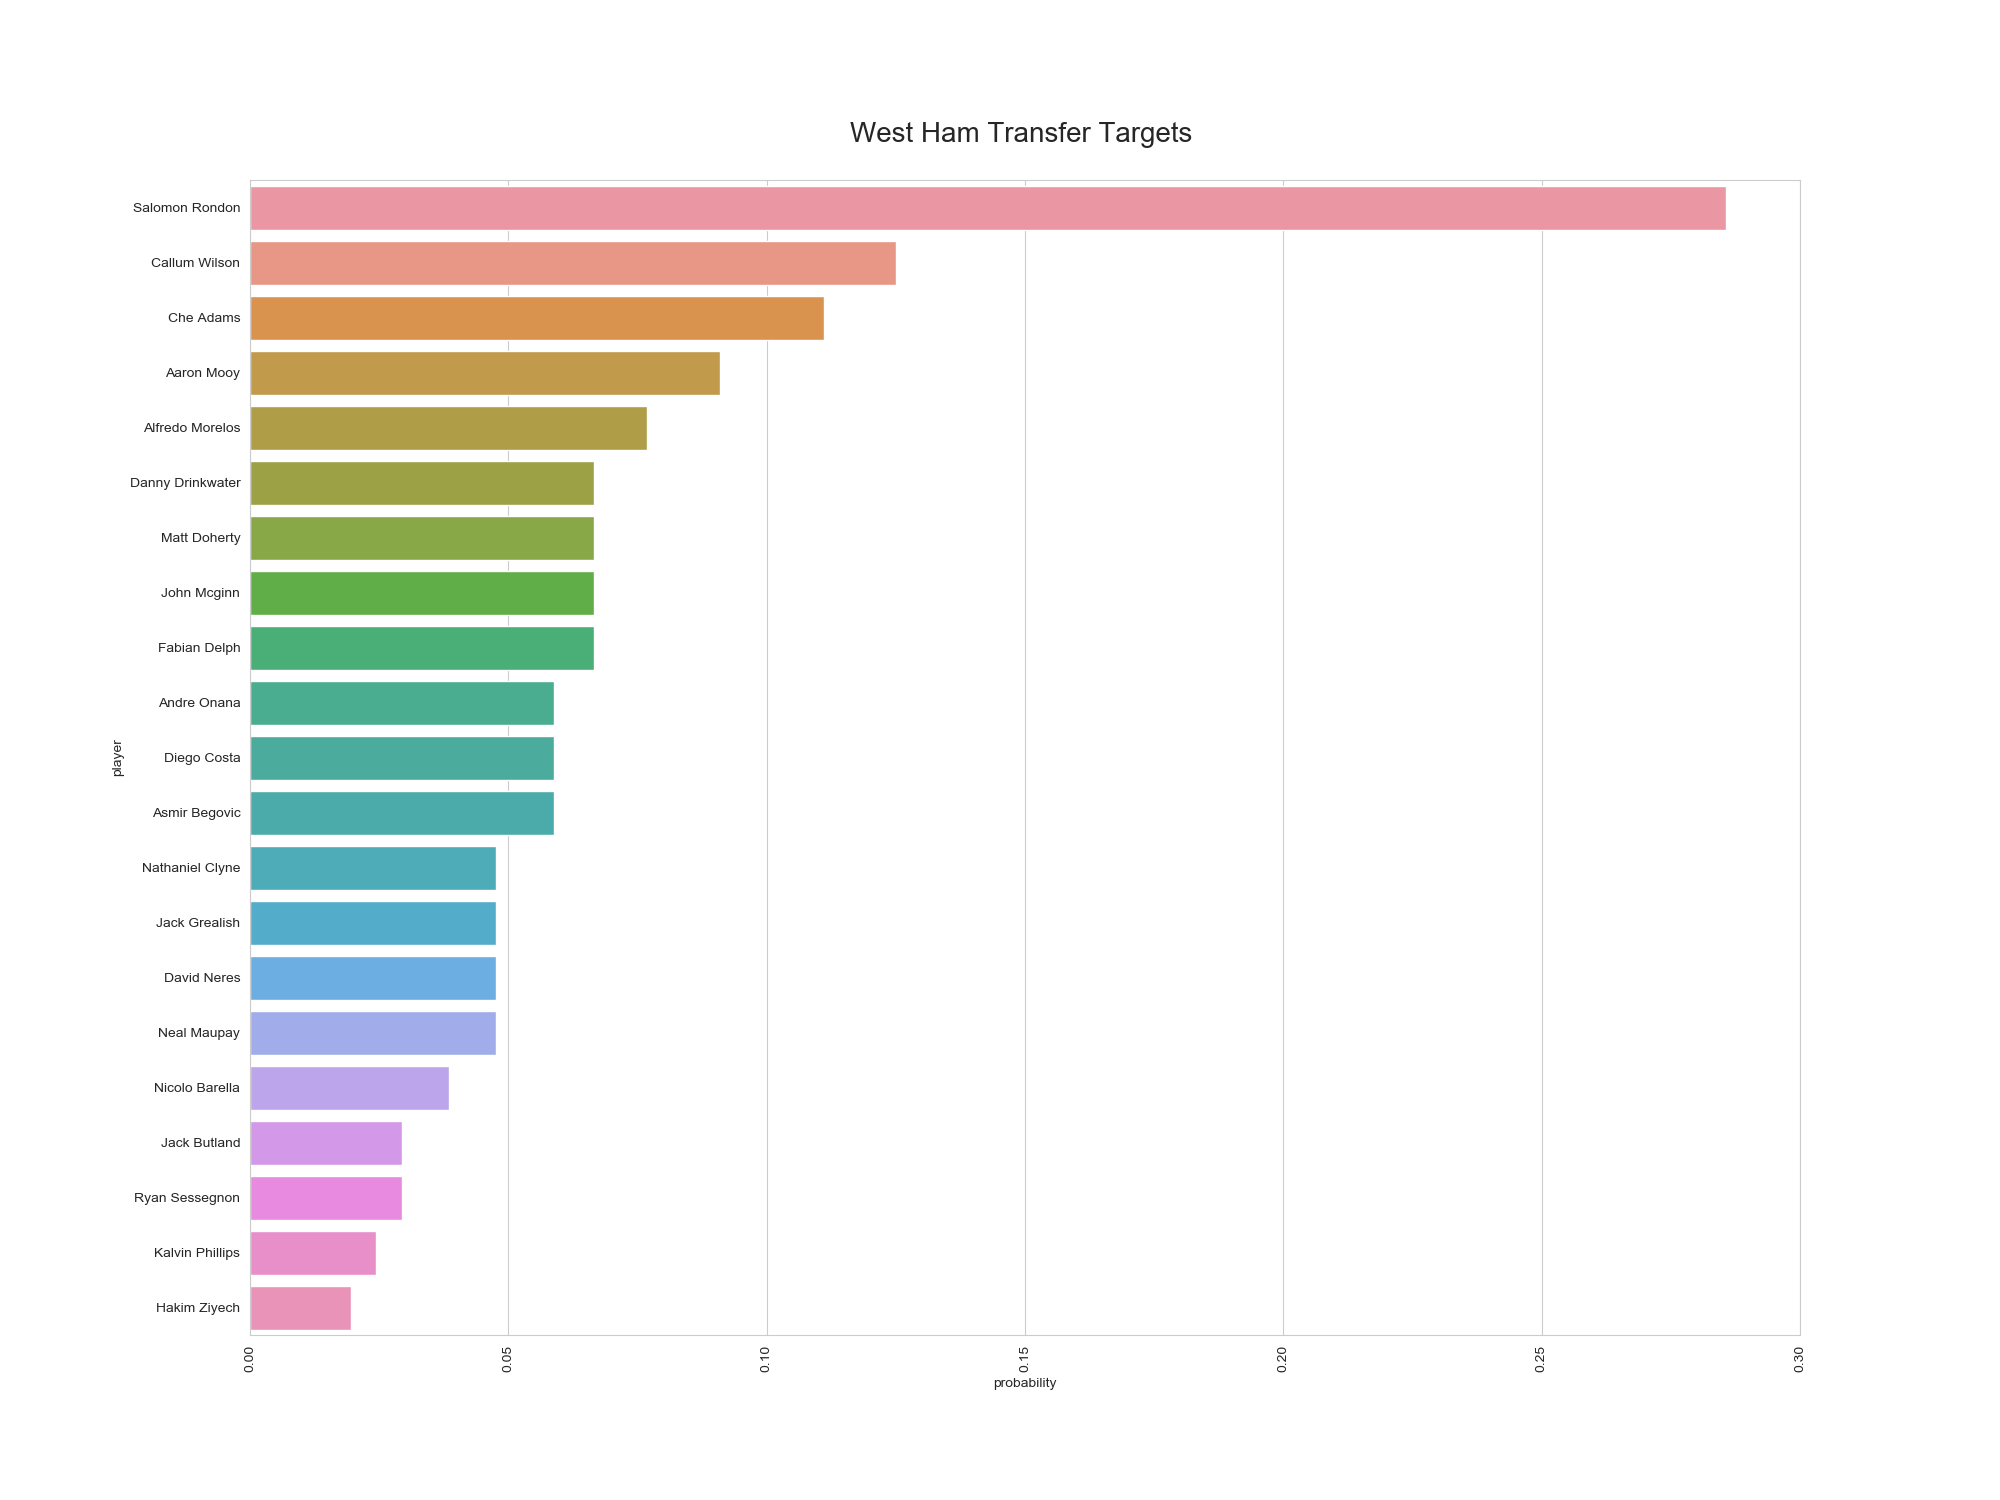 West Ham Transfer Targets
Salomon Rondon
Callum Wilson
Che Adams
Aaron Mooy
Alfredo Morelos
Danny Drinkwater
Matt Doherty
John Mcginn
Fabian Delph
Andre Onana
Diego Costa
Asmir Begovic
Nathaniel Clyne
Jack Grealish
David Neres
Neal Maupay
Nicolo Barella
Jack Butland
Ryan Sessegnon
Kalvin Phillips
Hakim Ziyech
player
0.00 0.05 0.10 0.15 0.20 0.25 0.30
probability